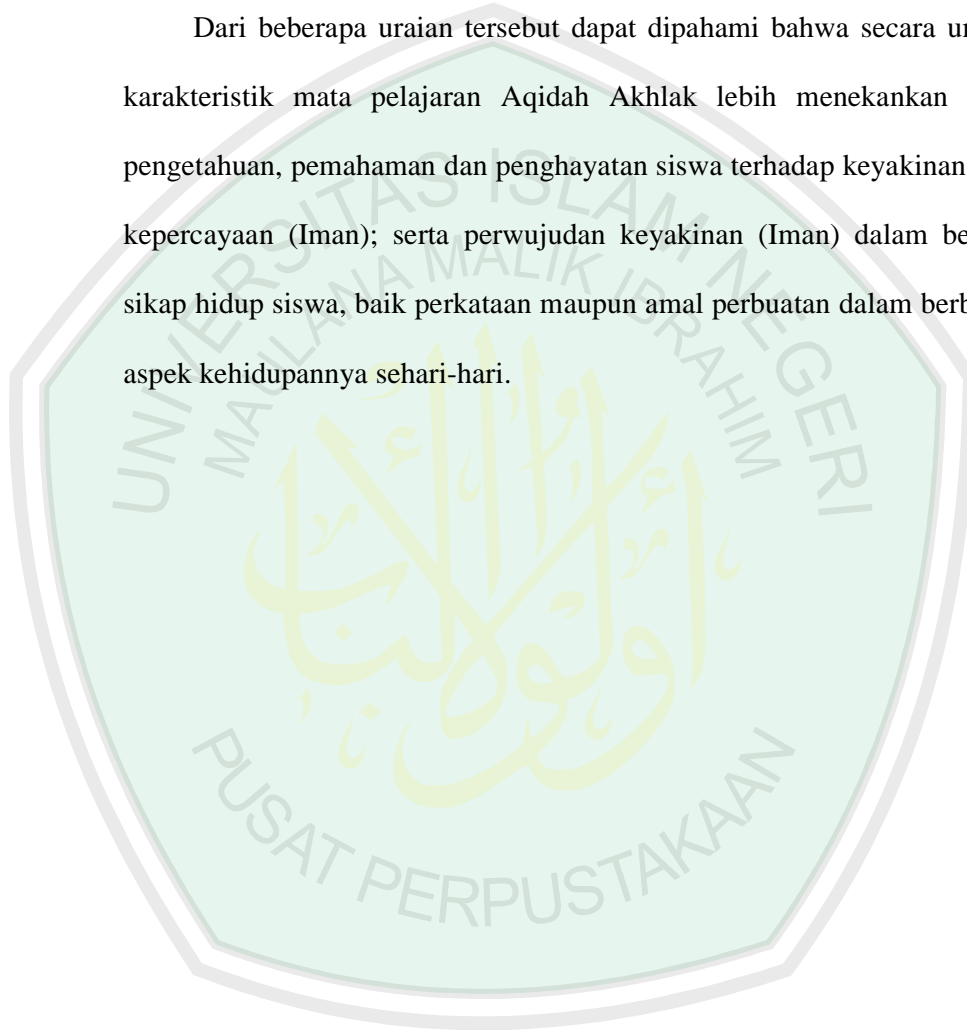 Dari beberapa uraian tersebut dapat dipahami bahwa secara
karakteristik mata pelajaran Aqidah Akhlak lebih menekankan
pengetahuan, pemahaman dan penghayatan siswa terhadap keyakinan
kepercayaan (Iman); serta perwujudan keyakinan (Iman) dalam
sikap hidup siswa, baik perkataan maupun amal perbuatan dalam
aspek kehidupannya sehari-hari.
UNIVERSITAS ISLAM NEGERI
MAULANA MALIK IBRAHIM
أولوا الألباب
PUSAT PERPUSTAKAAN